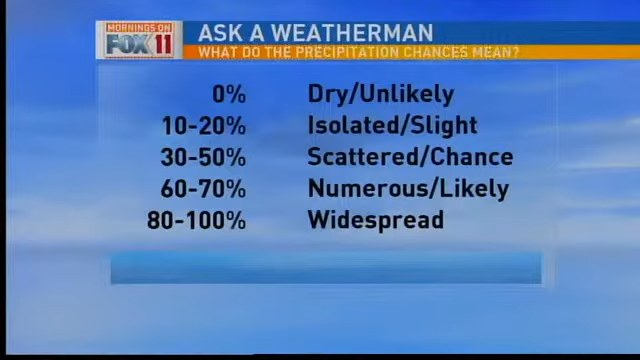 MORNINGS ON
FOX 11
ASK A WEATHERMAN
WHAT DO THE PRECIPITATION CHANCES MEAN?
0% Dry/Unlikely
10-20% Isolated/Slight
30-50% Scattered/Chance
60-70% Numerous/Likely
80-100% Widespread